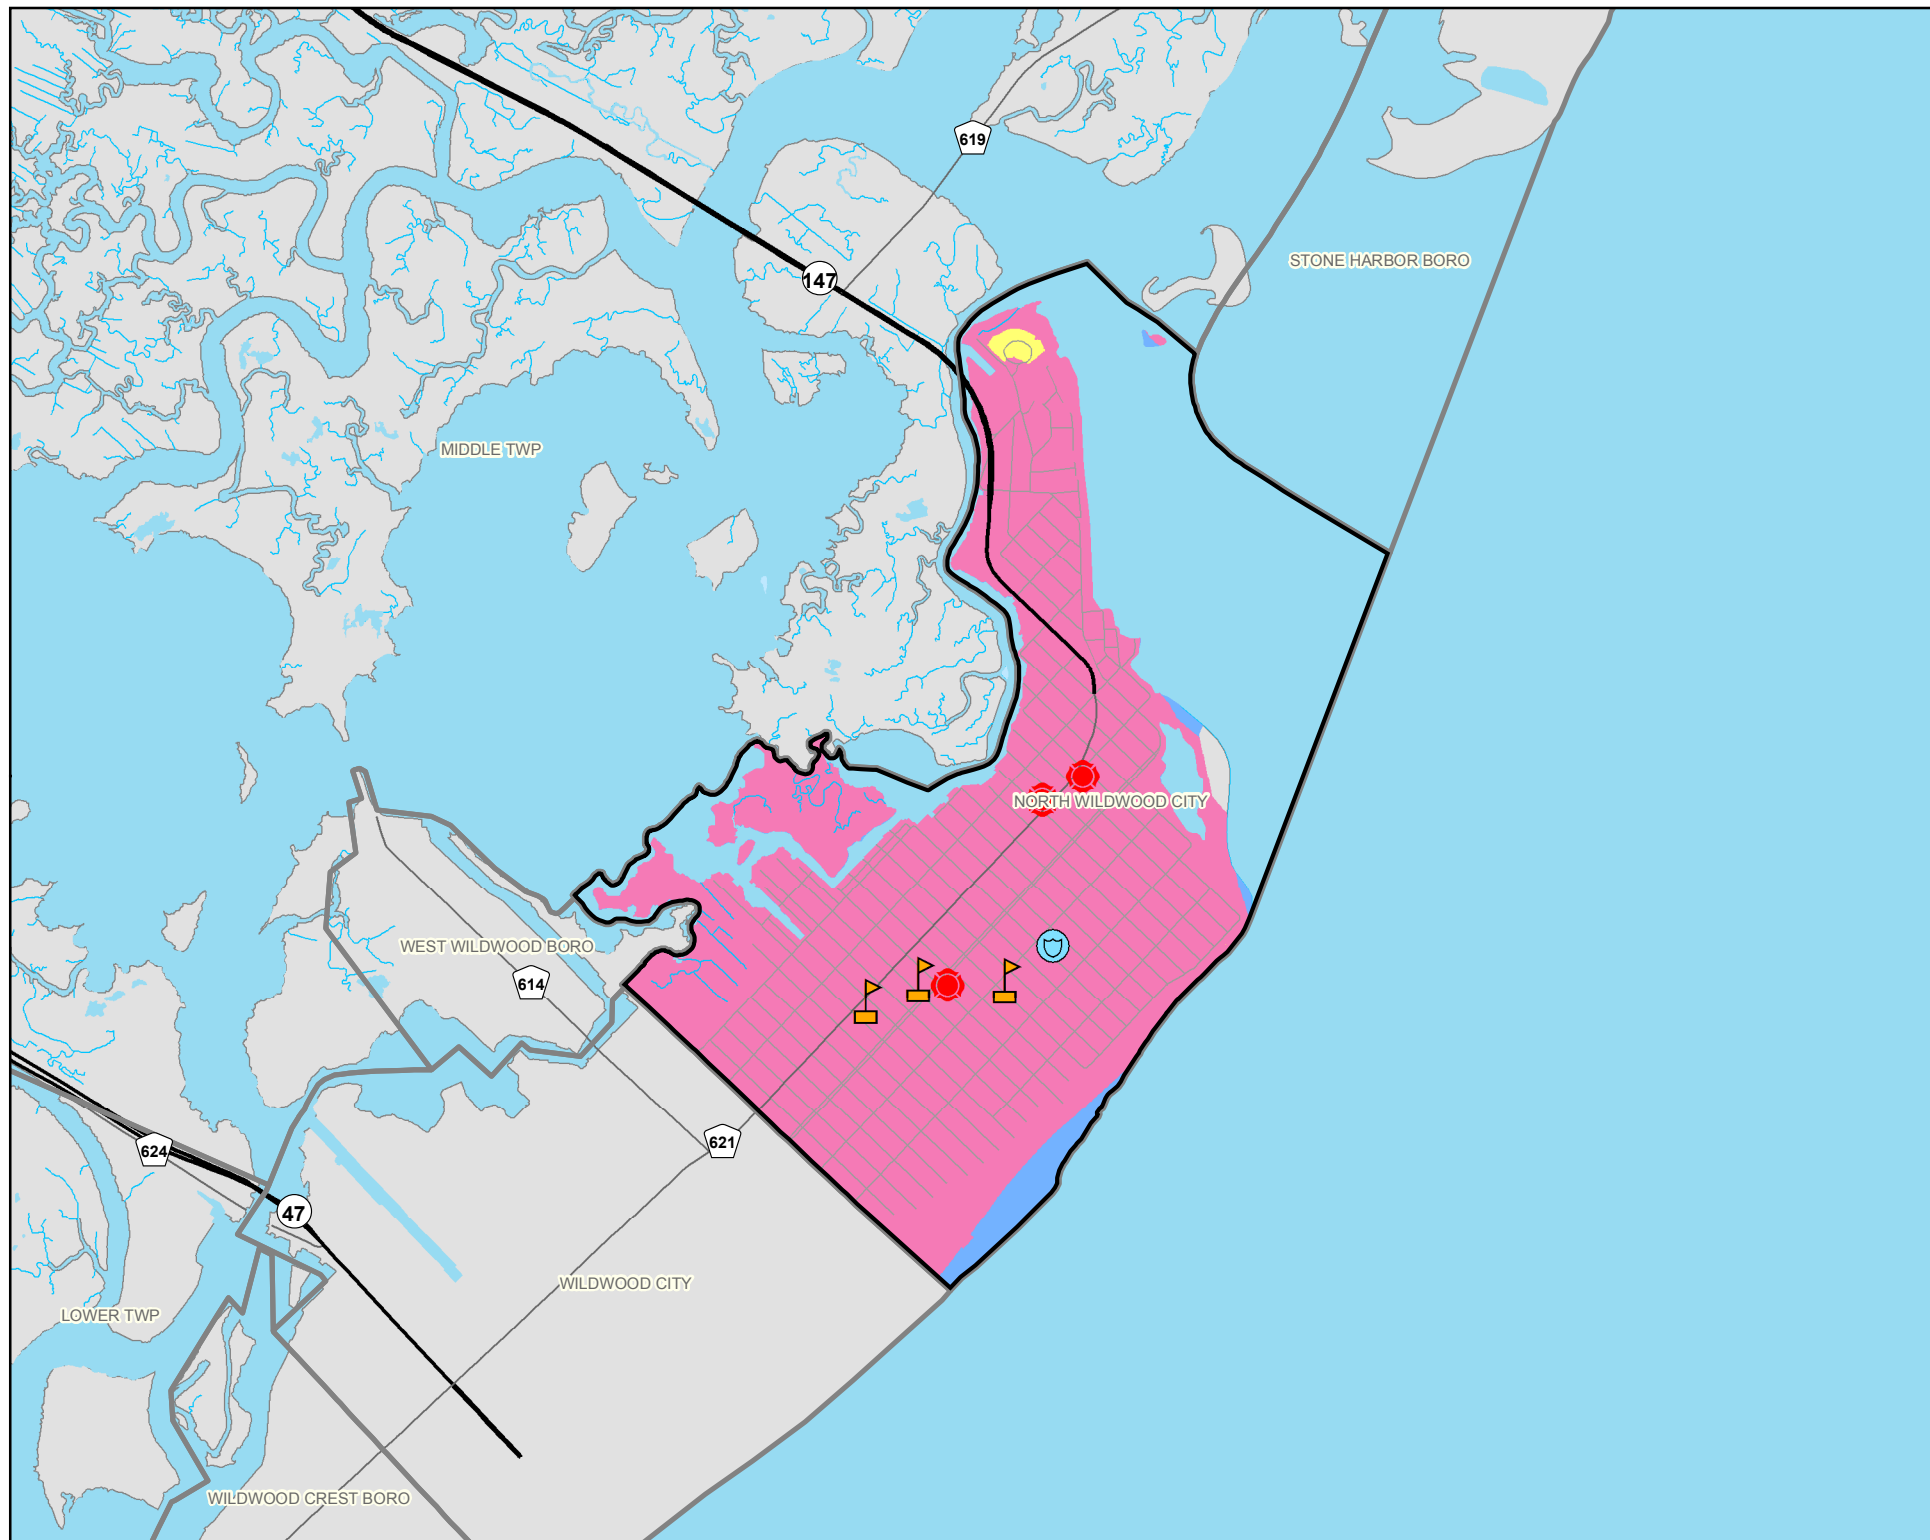 619
STONE HARBOR BORO
147
MIDDLE TWP
NORTH WILDWOOD CITY
WEST WILDWOOD BORO
614
621
624
47
WILDWOOD CITY
LOWER TWP
WILDWOOD CREST BORO